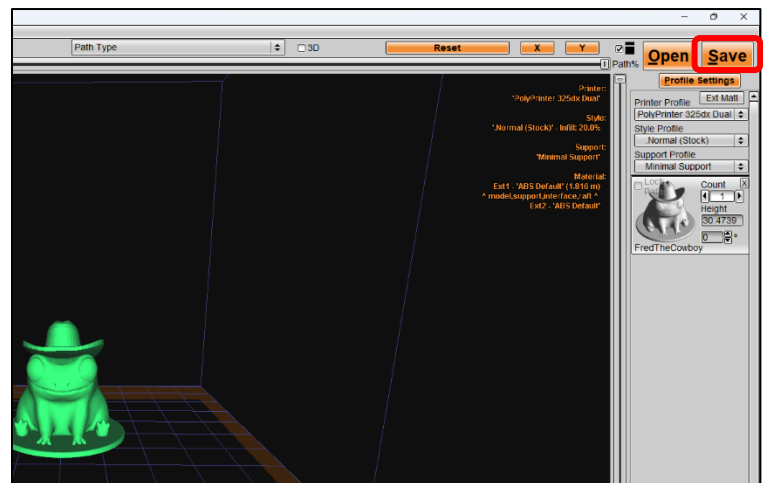 Path Type
3D
Reset
X
Y
Path%
Open
Save
Profile Settings
Printer:
'PolyPrinter 325dx Dual'
Style:
'.Normal (Stock)' - Infill: 20.0%
Support:
'Minimal Support'
Material:
Ext1 - 'ABS Default' (1.816 m)
^ model,support,interface,raft ^
Ext2 - 'ABS Default'
Printer Profile
Ext Matl
PolyPrinter 325dx Dual
Style Profile
.Normal (Stock)
Support Profile
Minimal Support
Lock
Count
X
1
Height
30.4739
0
°
FredTheCowboy